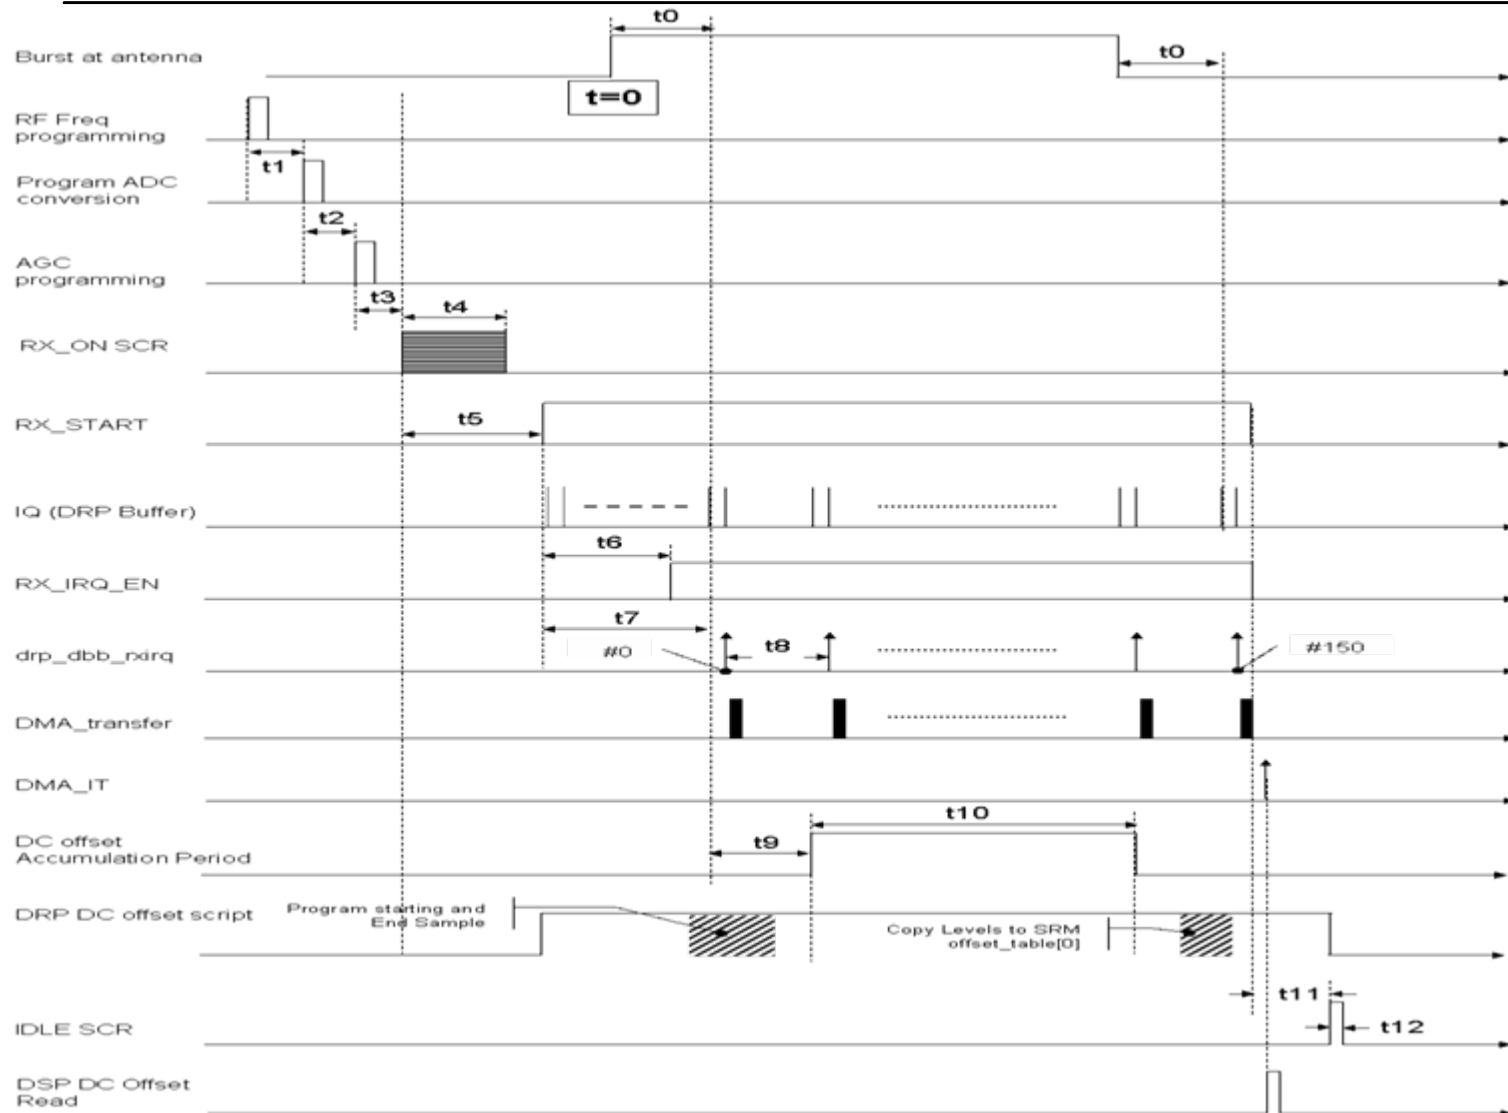 t0
Burst at antenna
t0
t=0
RF Freq
programming
t1
Program ADC
conversion
t2
AGC
programming
t3
t4
RX_ON SCR
t5
RX_START
IQ (DRP Buffer)
t6
RX_IRQ_EN
t7
drp_dbb_rxirq
#0
t8
#150
DMA_transfer
DMA_IT
t10
DC offset
Accumulation Period
t9
DRP DC offset script
Program starting and
End Sample
Copy Levels to SRM
offset_table[0]
t11
IDLE SCR
t12
DSP DC Offset
Read